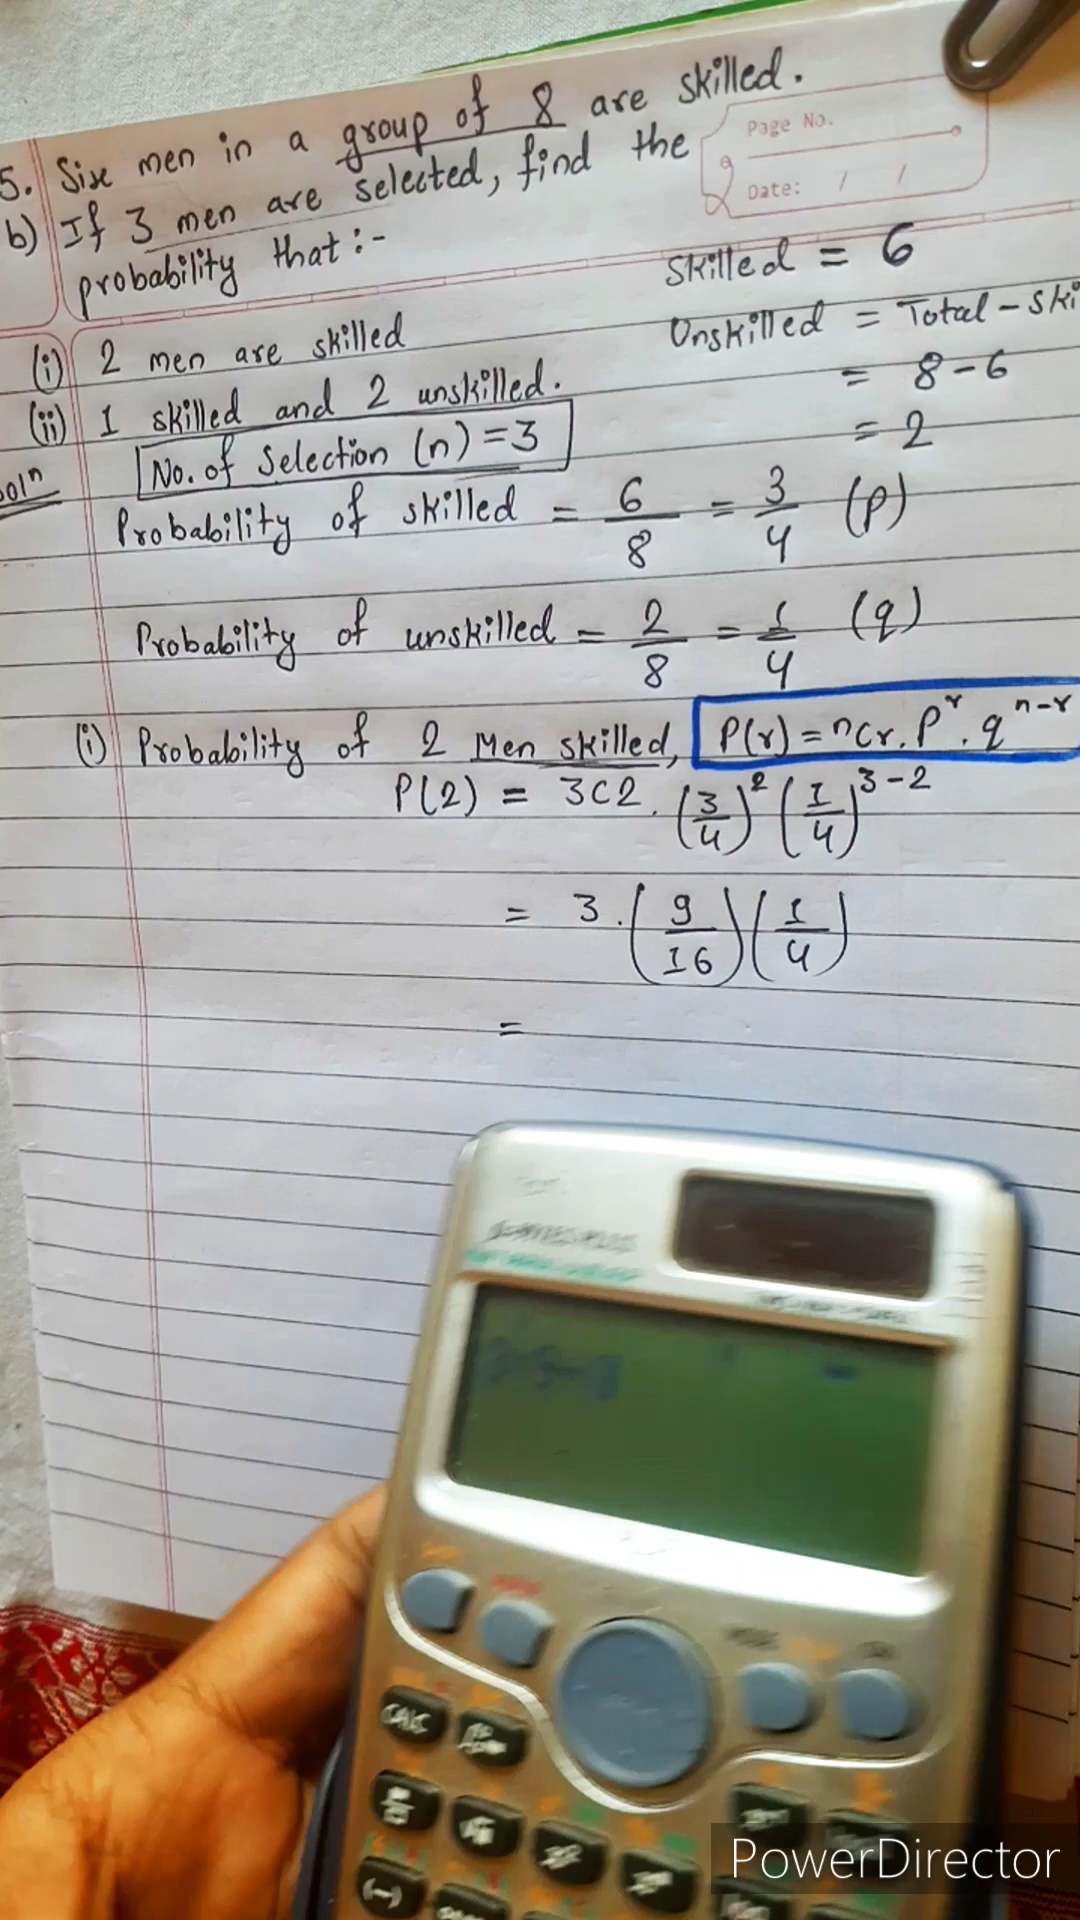 5. Six men in a group of 8 are skilled.
b) If 3 men are selected, find the
probability that :-
Page No.
Date: / /
(i) 2 men are skilled
(ii) 1 skilled and 2 unskilled.
Skilled = 6
Unskilled = Total - Ski
= 8 - 6
= 2
Soln
No. of Selection (n) = 3
Probability of skilled = 6/8 = 3/4 (p)
Probability of unskilled = 2/8 = 1/4 (q)
(i) Probability of 2 Men skilled, P(r) = nCr. P^r. q^n-r
P(2) = 3C2. (3/4)^2 (1/4)^3-2
= 3. (9/16) (1/4)
=
CALC
(-)
PowerDirector